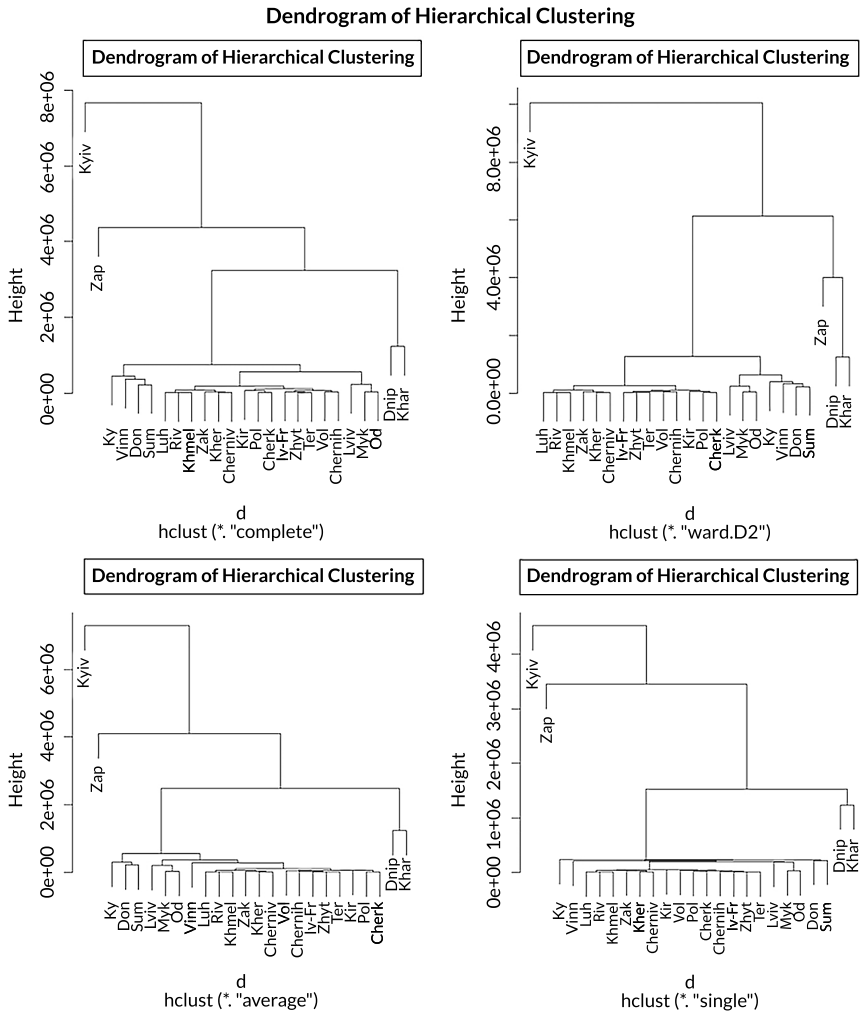 Dendrogram of Hierarchical Clustering
Dendrogram of Hierarchical Clustering
Height
8e+06
6e+06
4e+06
2e+06
0e+00
Kyiv
Zap
Ky
Vinn
Don
Sum
Luh
Riv
Khmel
Zak
Kher
Cherniv
Kir
Pol
Cherk
Iv-Fr
Zhyt
Ter
Vol
Chernih
Lviv
Myk
Od
Dnip
Khar
d
hclust (*. "complete")
Dendrogram of Hierarchical Clustering
Height
8.0e+06
4.0e+06
0.0e+00
Kyiv
Zap
Luh
Riv
Khmel
Zak
Kher
Cherniv
Iv-Fr
Zhyt
Ter
Vol
Chernih
Kir
Pol
Cherk
Lviv
Myk
Od
Ky
Vinn
Don
Sum
Dnip
Khar
d
hclust (*. "ward.D2")
Dendrogram of Hierarchical Clustering
Height
6e+06
4e+06
2e+06
0e+00
Kyiv
Zap
Ky
Don
Sum
Lviv
Myk
Od
Vinn
Luh
Riv
Khmel
Zak
Kher
Cherniv
Vol
Chernih
Iv-Fr
Zhyt
Ter
Kir
Pol
Cherk
Dnip
Khar
d
hclust (*. "average")
Dendrogram of Hierarchical Clustering
Height
4e+06
3e+06
2e+06
1e+06
0e+00
Kyiv
Zap
Ky
Vinn
Luh
Riv
Khmel
Zak
Kher
Cherniv
Kir
Vol
Pol
Cherk
Chernih
Iv-Fr
Zhyt
Ter
Lviv
Myk
Od
Don
Sum
Dnip
Khar
d
hclust (*. "single")